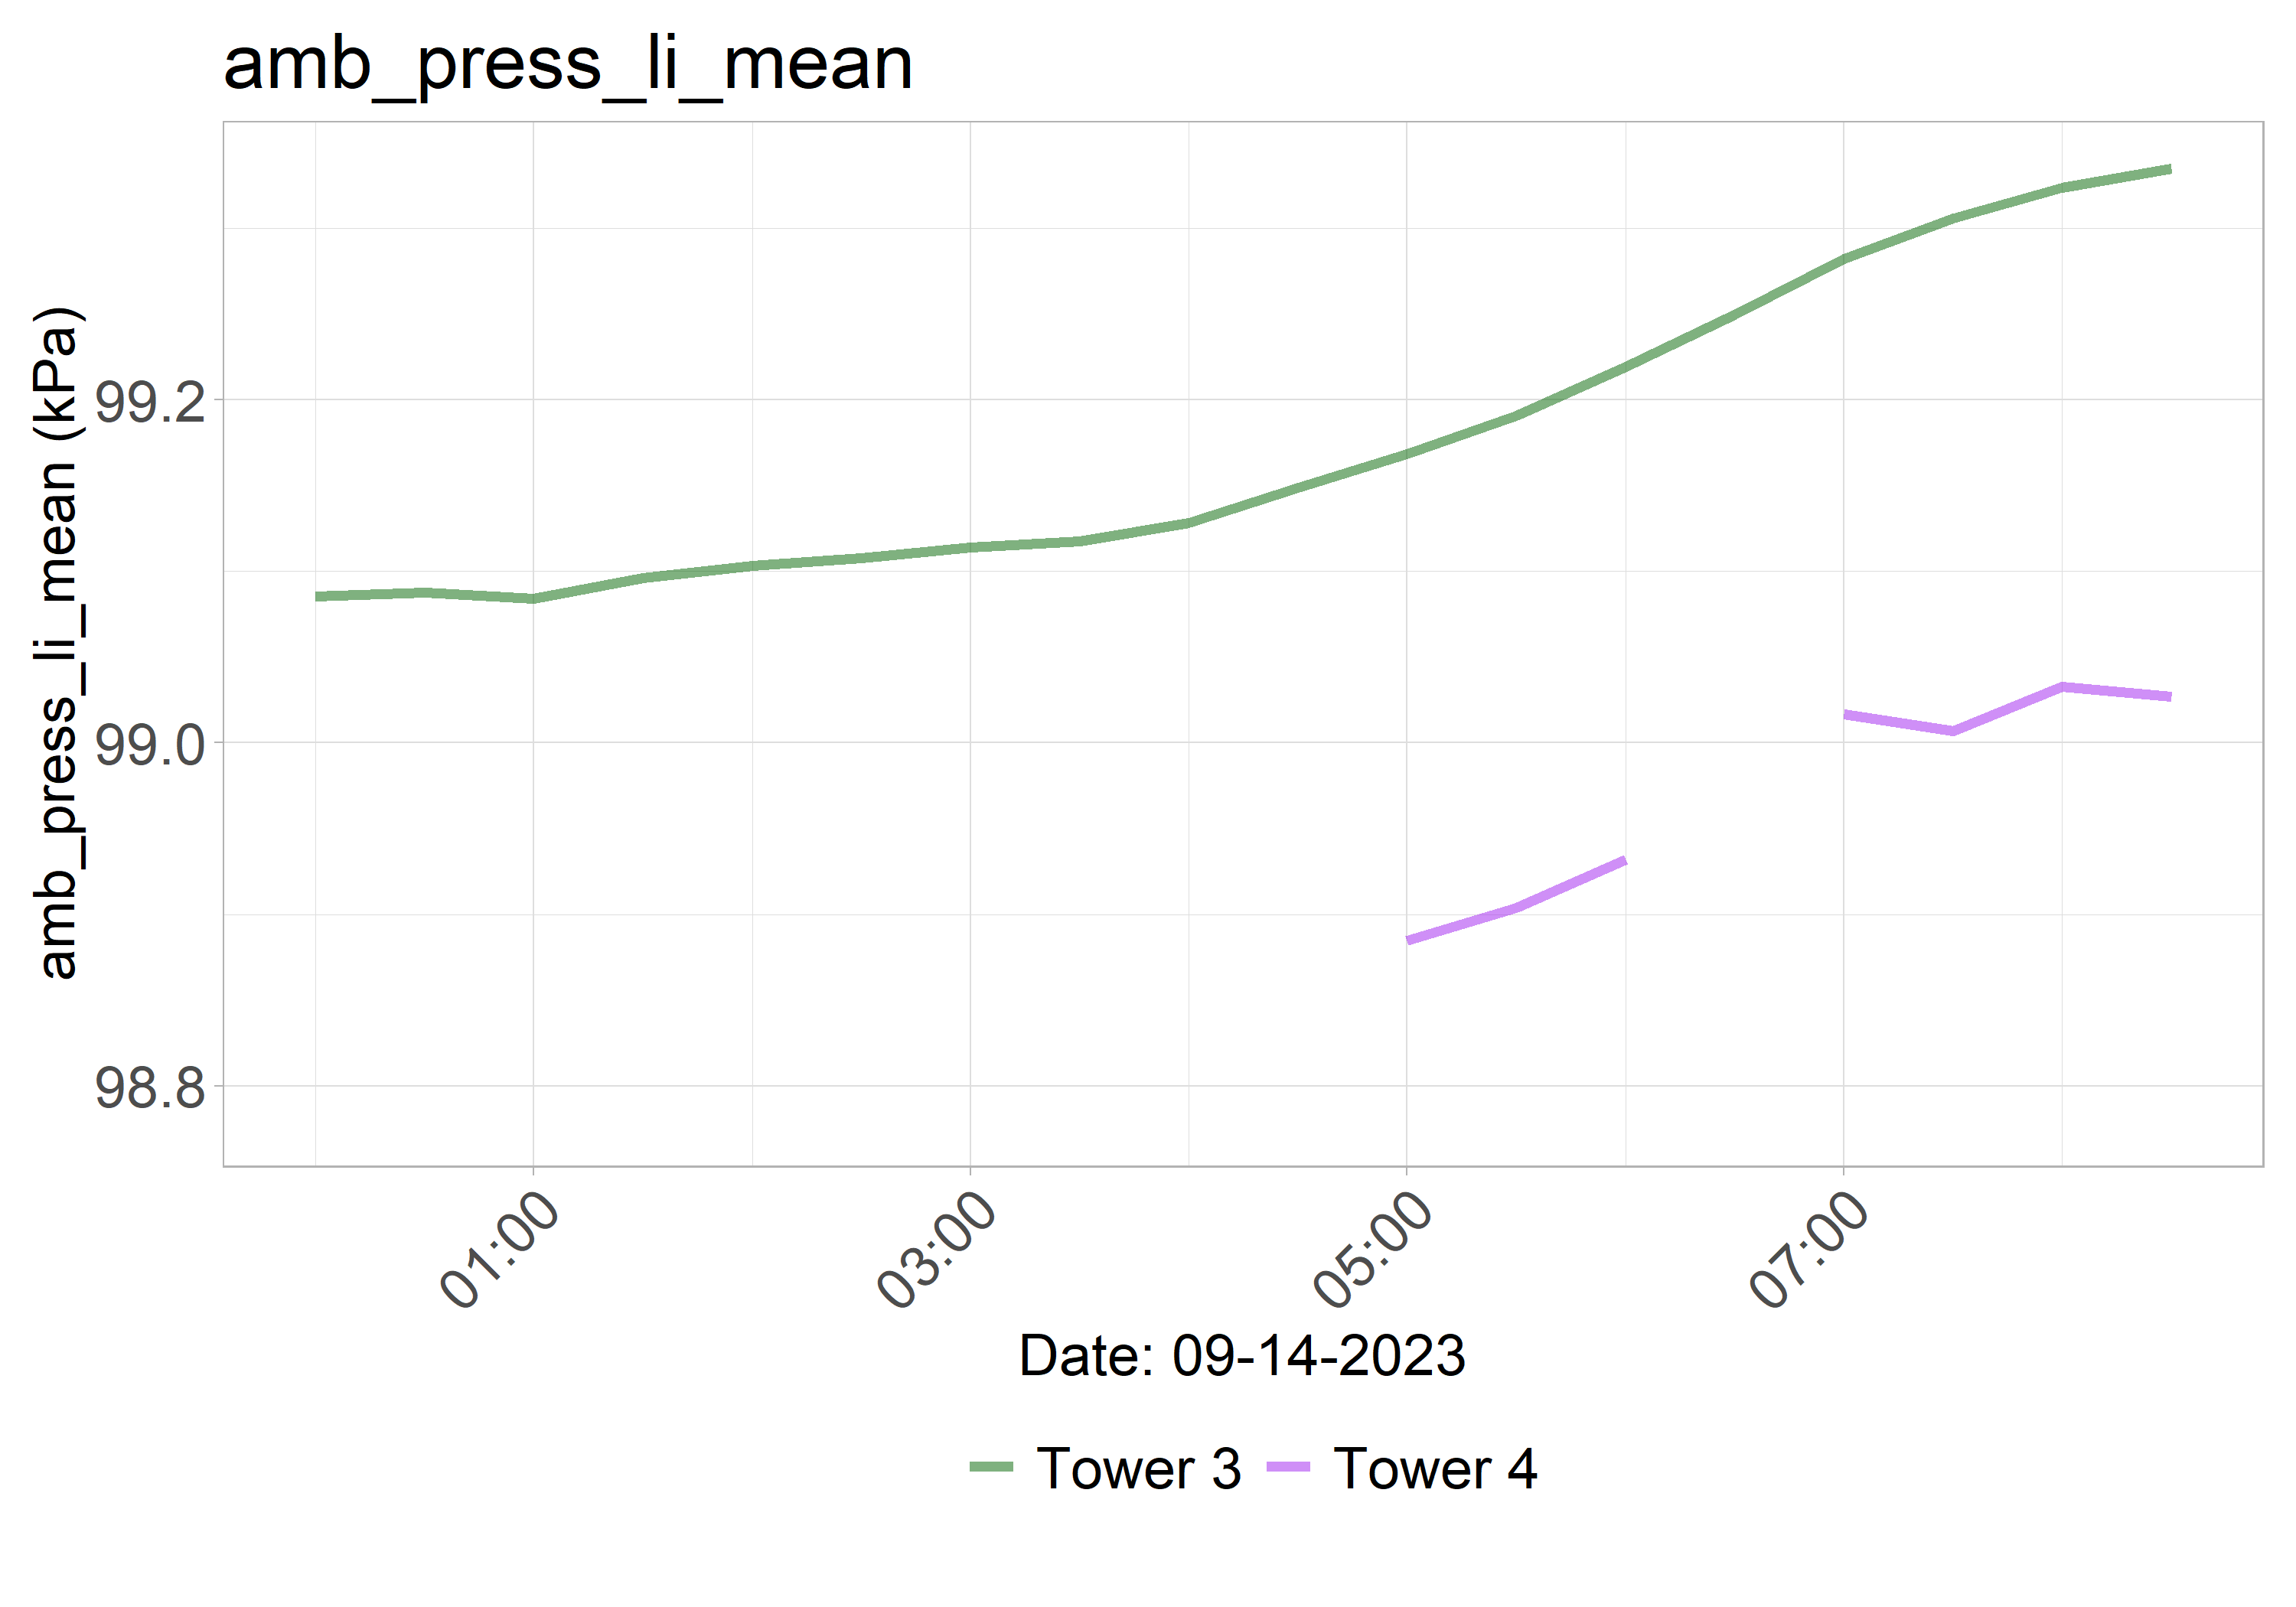 amb_press_li_mean
amb_press_li_mean (kPa)
99.2
99.0
98.8
01:00
03:00
05:00
07:00
Date: 09-14-2023
Tower 3
Tower 4